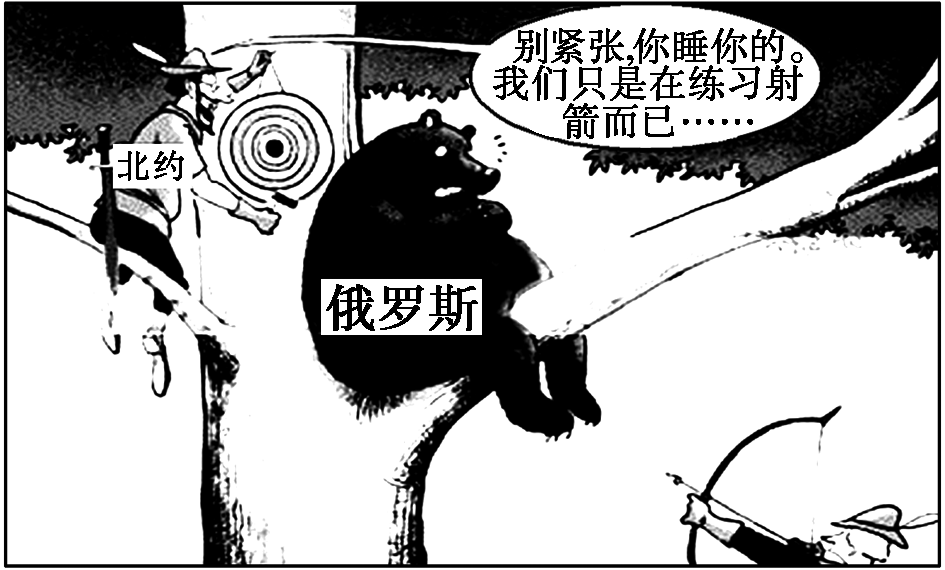 别紧张,你睡你的。
我们只是在练习射
箭而已……
北约
俄罗斯